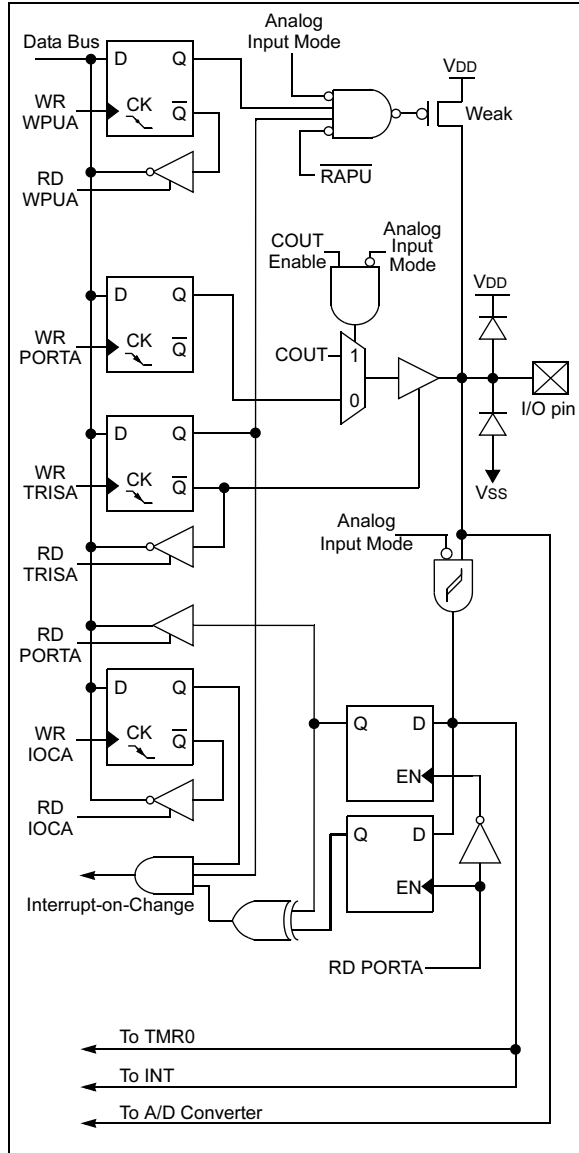 Analog
Input Mode
Data Bus
D Q
VDD
WR
WPUA
CK
Q
Weak
RD
WPUA
RAPU
COUT
Enable
Analog
Input
Mode
VDD
D Q
WR
PORTA
CK
Q
COUT
1
0
I/O pin
D Q
WR
TRISA
CK
Q
VSS
Analog
Input Mode
RD
TRISA
RD
PORTA
D Q
WR
IOCA
CK
Q
Q D
EN
RD
IOCA
Q D
EN
Interrupt-on-Change
RD PORTA
To TMR0
To INT
To A/D Converter